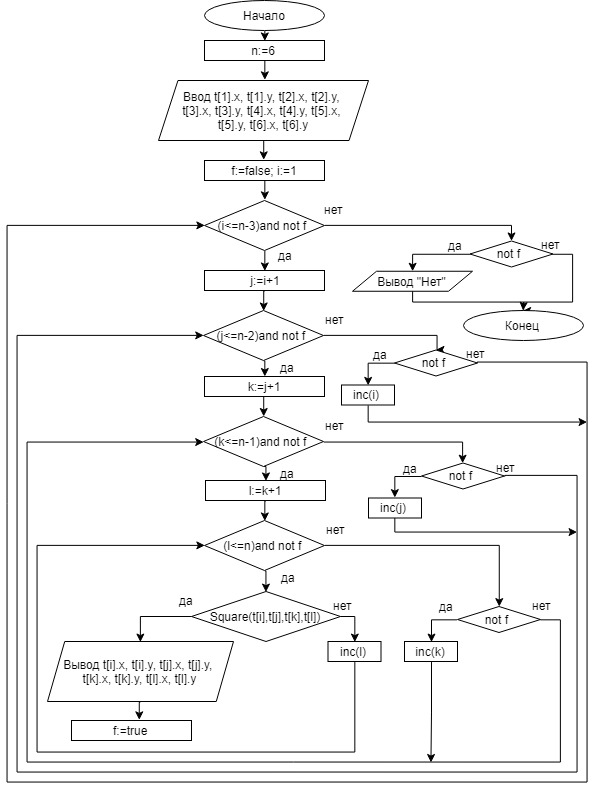 Начало
n:=6
Ввод t[1].x, t[1].y, t[2].x, t[2].y,
t[3].x, t[3].y, t[4].x, t[4].y, t[5].x,
t[5].y, t[6].x, t[6].y
f:=false; i:=1
(i<=n-3)and not f
нет
да
not f
да
нет
Вывод "Нет"
Конец
j:=i+1
(j<=n-2)and not f
нет
да
not f
да
нет
inc(i)
k:=j+1
(k<=n-1)and not f
нет
да
not f
да
нет
inc(j)
l:=k+1
(l<=n)and not f
нет
да
Square(t[i],t[j],t[k],t[l])
да
нет
not f
да
нет
Вывод t[i].x, t[i].y, t[j].x, t[j].y,
t[k].x, t[k].y, t[l].x, t[l].y
inc(l)
inc(k)
f:=true